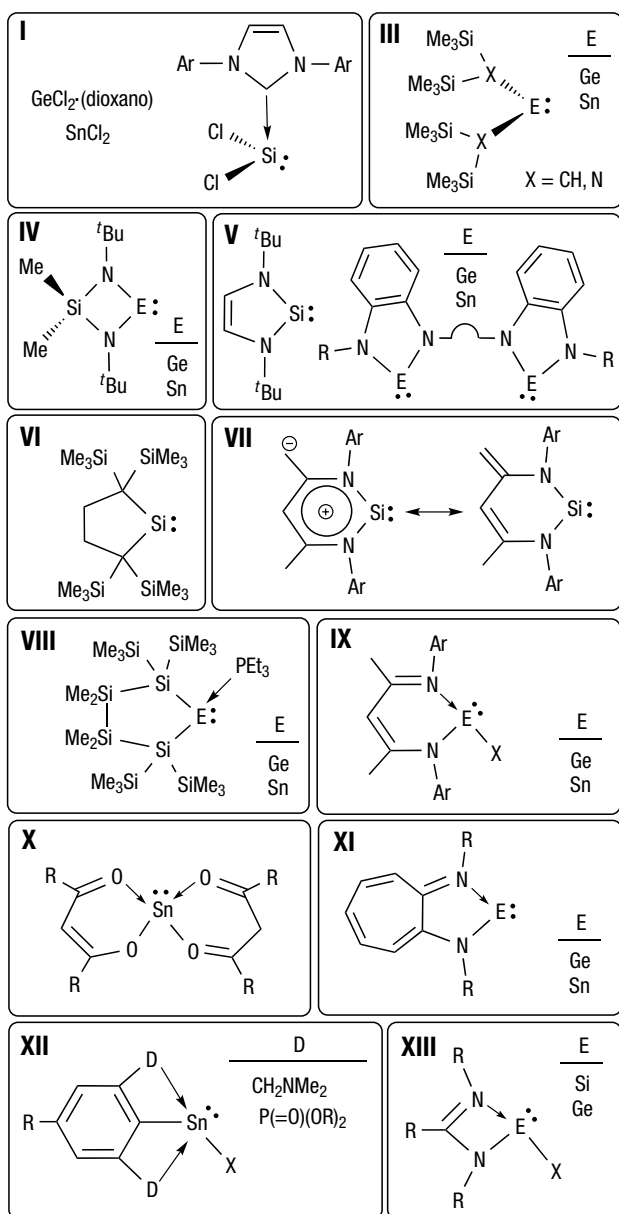 I
Ar N N Ar
GeCl2·(dioxano)
SnCl2
Cl
Si:
Cl
III
Me3Si
Me3Si X
E:
Me3Si X
Me3Si
E
Ge
Sn
X = CH, N
IV
tBu
Me N
Si E:
Me N
tBu
E
Ge
Sn
V
tBu
N
Si:
N
tBu
E
Ge
Sn
R N N N N R
E E
VI
Me3Si SiMe3
Si:
Me3Si SiMe3
VII
⊖ Ar
N
⊕ Si:
N
Ar
Ar
N
Si:
N
Ar
VIII
Me3Si SiMe3
PEt3
Me2Si Si
E:
Me2Si Si
Me3Si SiMe3
E
Ge
Sn
IX
Ar
N
E
N X
Ar
E
Ge
Sn
X
R O O R
Sn
O O
R R
XI
R
N
E:
N
R
E
Ge
Sn
XII
D
R Sn
X
D
D
CH2NMe2
P(=O)(OR)2
XIII
R
N
R E
N X
R
E
Si
Ge